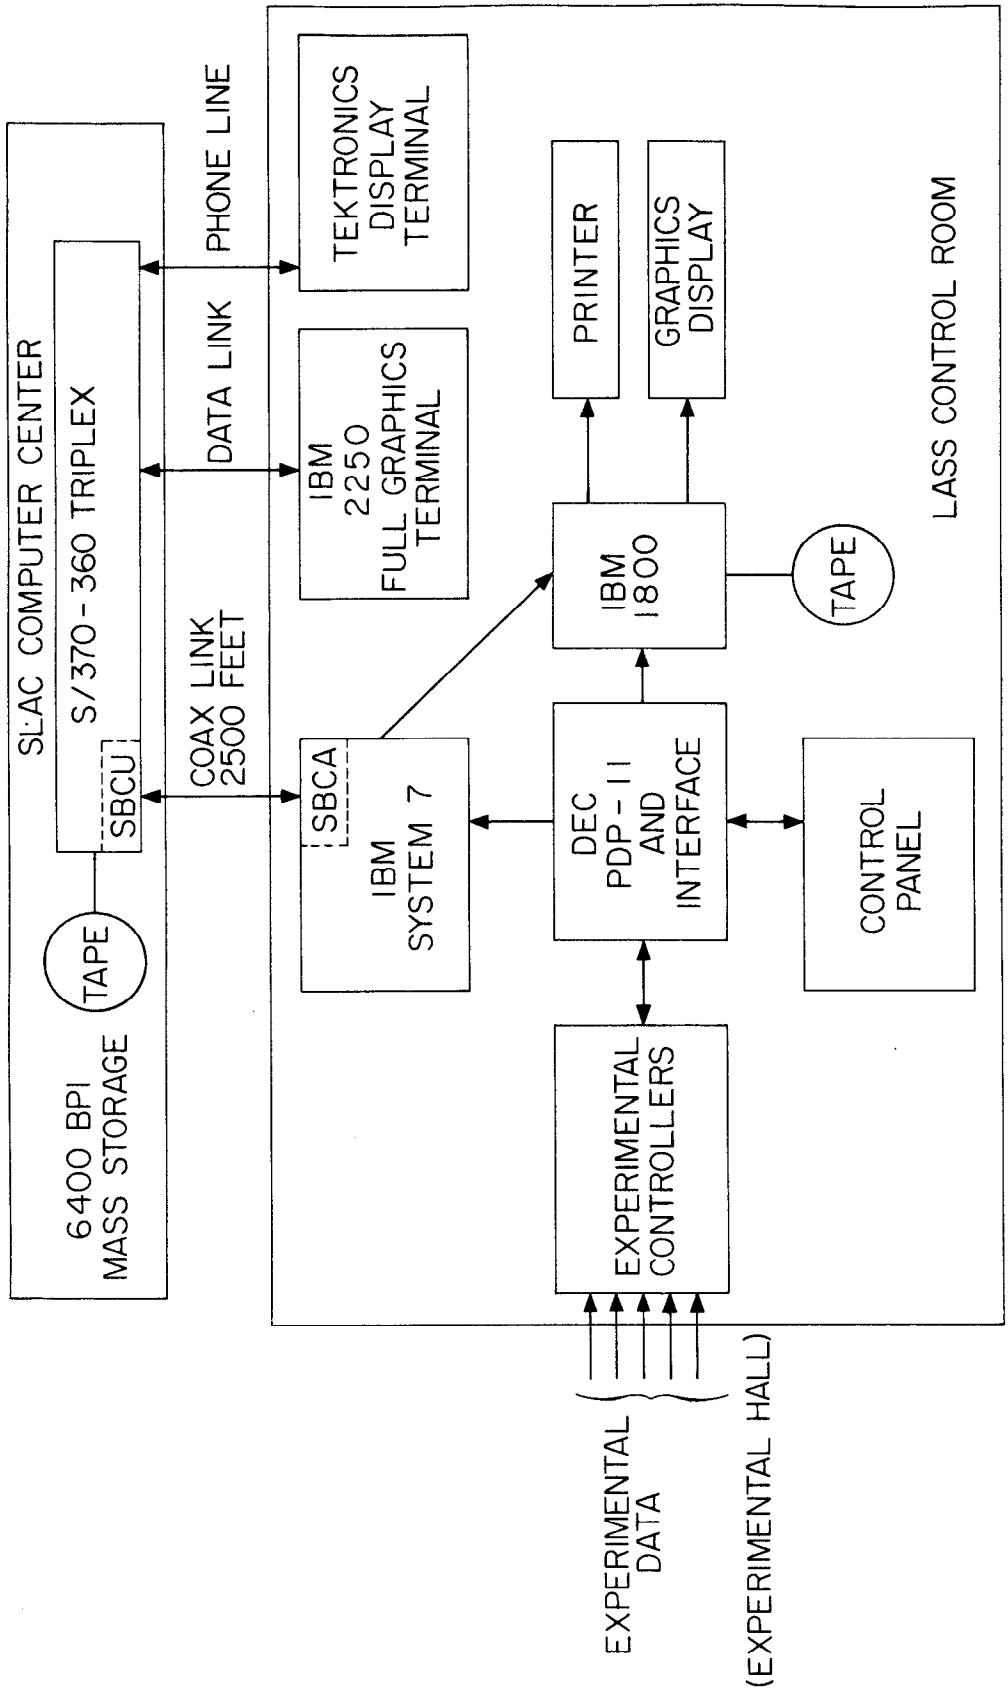 SLAC COMPUTER CENTER
6400 BPI
MASS STORAGE
TAPE
S/370-360 TRIPLEX
SBCU
COAX LINK
2500 FEET
DATA LINK
PHONE LINE
SBCA
IBM
SYSTEM 7
IBM
2250
FULL GRAPHICS
TERMINAL
TEKTRONICS
DISPLAY
TERMINAL
EXPERIMENTAL
DATA
(EXPERIMENTAL HALL)
EXPERIMENTAL
CONTROLLERS
DEC
PDP-11
AND
INTERFACE
IBM
1800
PRINTER
GRAPHICS
DISPLAY
CONTROL
PANEL
TAPE
LASS CONTROL ROOM